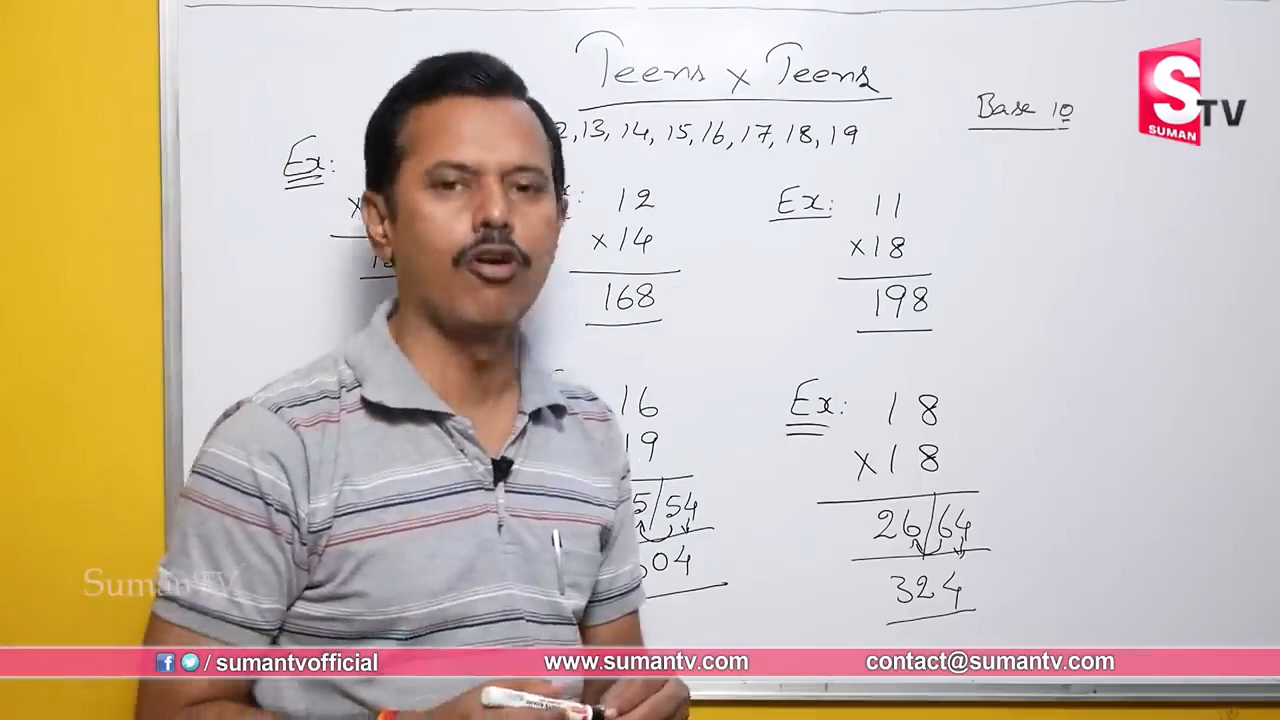 Teens x Teens
Base 10
2,13,14,15,16,17,18,19
Ex:
x
12
x14
168
Ex: 11
x18
198
16
19
5/54
04
Ex: 18
x18
26/64
324
S TV
SUMAN
SumanTV
/ sumantvofficial
www.sumantv.com
contact@sumantv.com